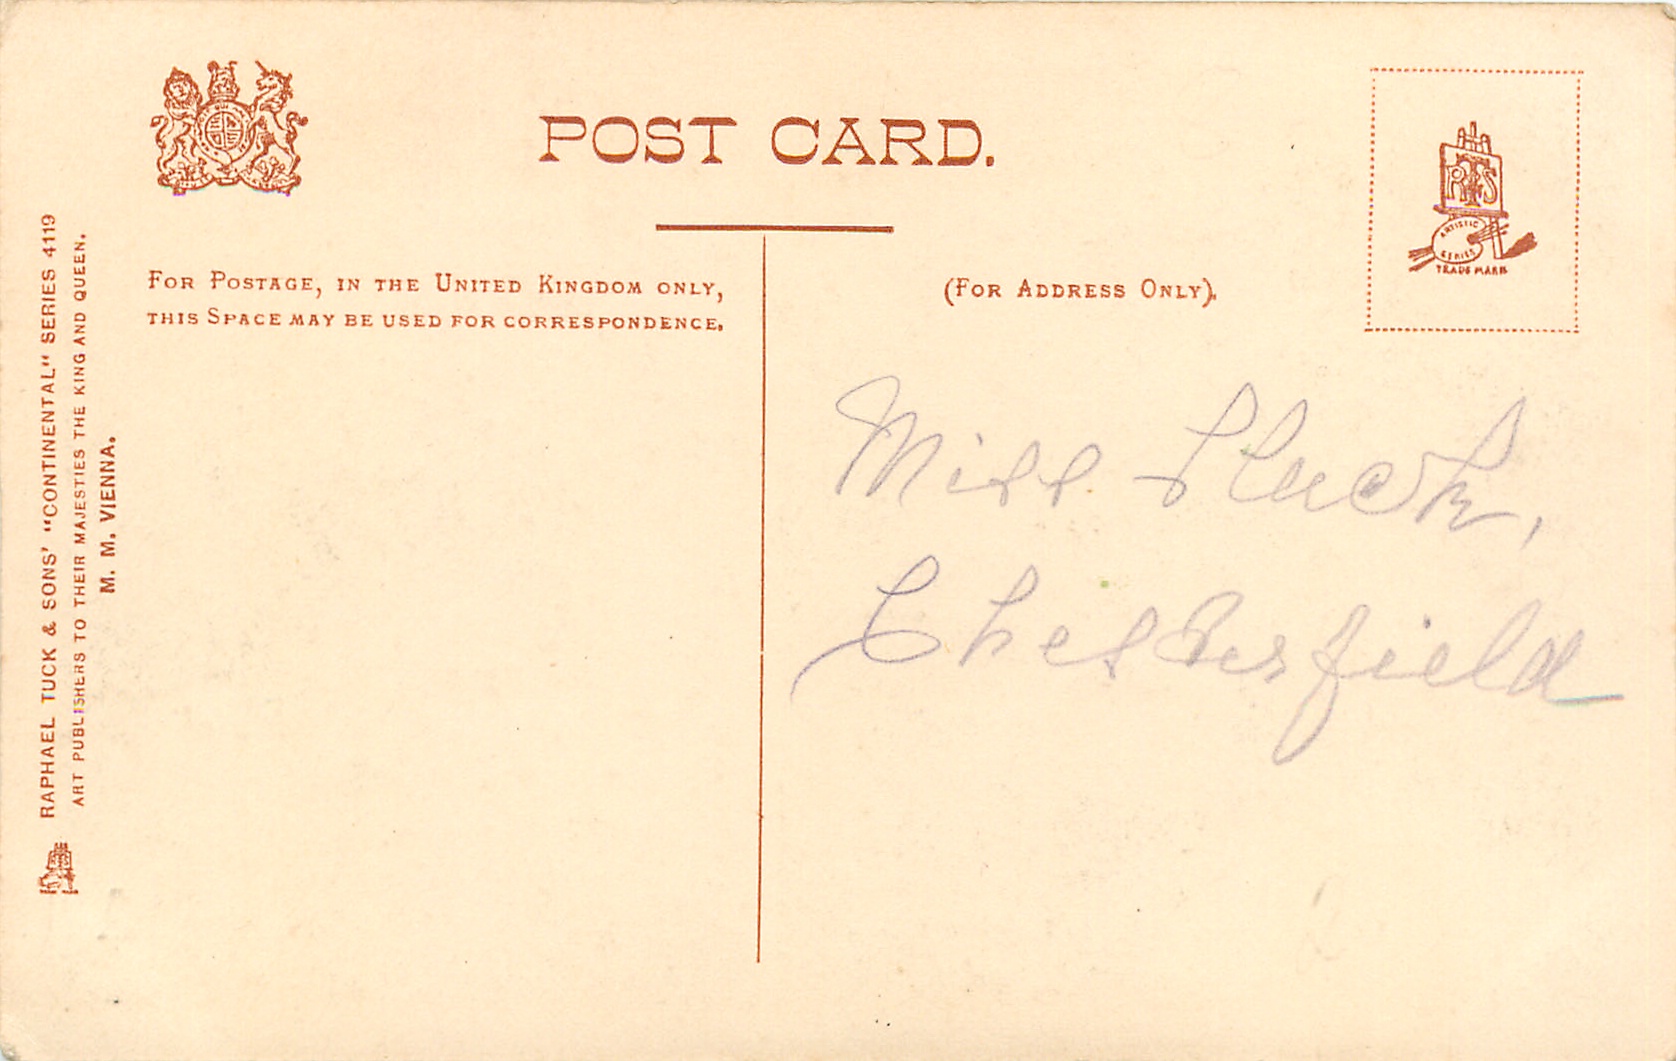 POST CARD.
FOR POSTAGE, IN THE UNITED KINGDOM ONLY,
THIS SPACE MAY BE USED FOR CORRESPONDENCE.
(FOR ADDRESS ONLY).
RTS
ARTISTIC
SERIES
TRADE MARK
Miss
Chesterfield
RAPHAEL TUCK & SONS' "CONTINENTAL" SERIES 4119
ART PUBLISHERS TO THEIR MAJESTIES THE KING AND QUEEN.
M. M. VIENNA.